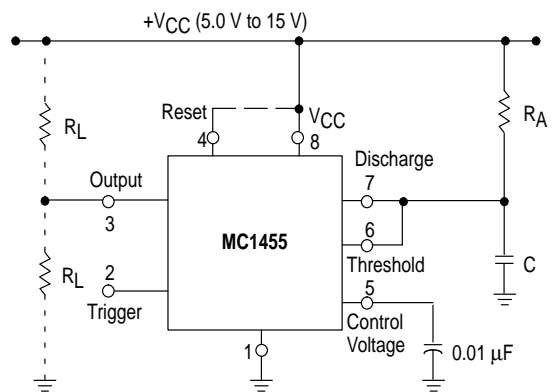 +VCC (5.0 V to 15 V)
Reset
4
VCC
8
RL
RA
Discharge
7
Output
3
MC1455
6
Threshold
C
RL
2
Trigger
5
Control
Voltage
1
0.01 µF